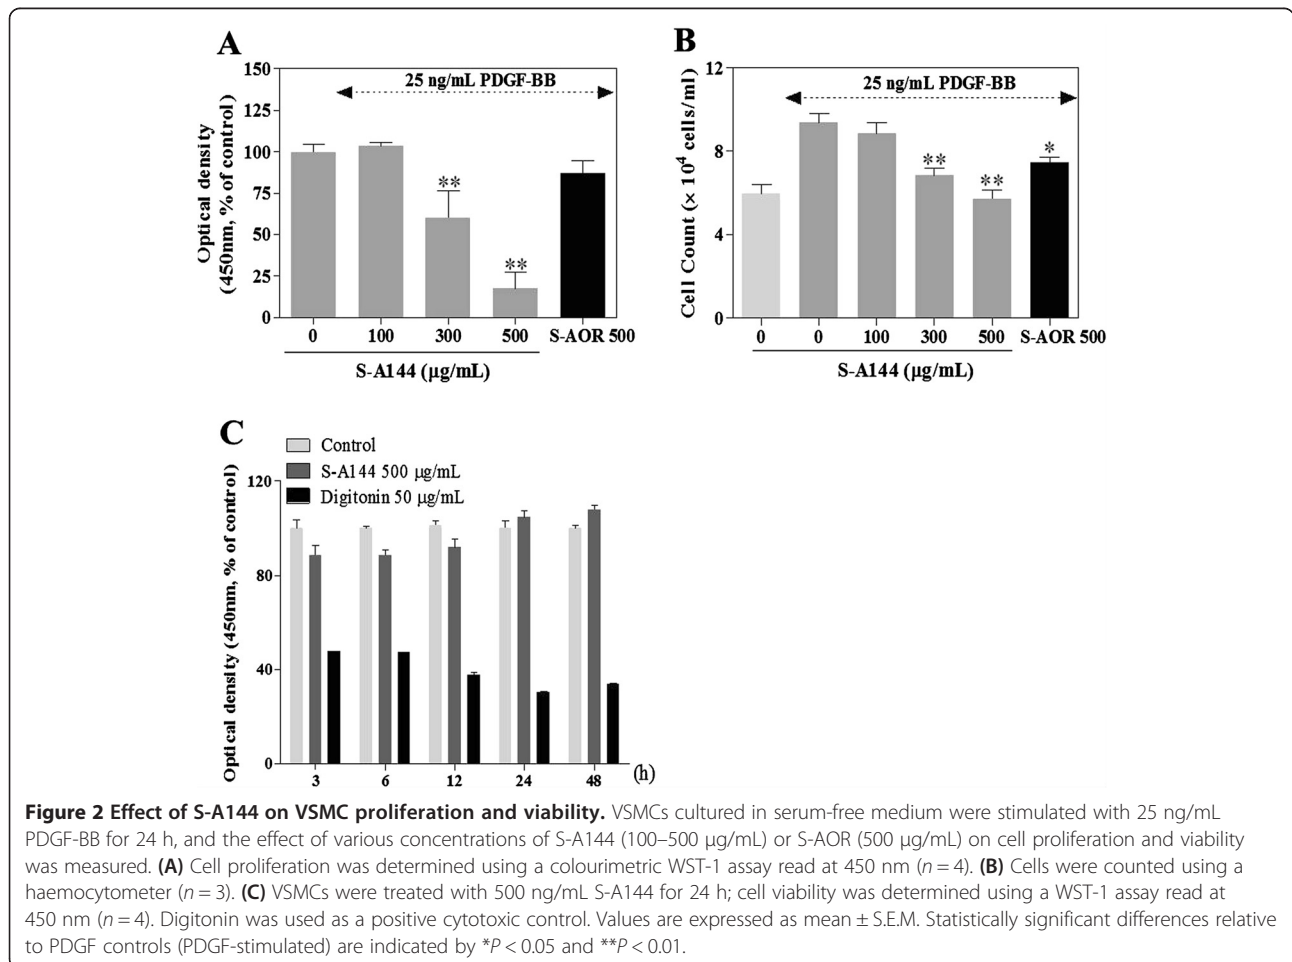 A
25 ng/mL PDGF-BB
Optical density
(450nm, % of control)
150
125
100
75
50
25
0
**
**
0 100 300 500 S-AOR 500
S-A144 (µg/mL)
B
25 ng/mL PDGF-BB
Cell Count (× 10⁴ cells/ml)
12
9
6
4
0
**
**
*
0 0 100 300 500 S-AOR 500
S-A144 (µg/mL)
C
Control
S-A144 500 µg/mL
Digitonin 50 µg/mL
Optical density (450nm, % of control)
120
80
40
0
3 6 12 24 48 (h)
Figure 2 Effect of S-A144 on VSMC proliferation and viability. VSMCs cultured in serum-free medium were stimulated with 25 ng/mL
PDGF-BB for 24 h, and the effect of various concentrations of S-A144 (100–500 µg/mL) or S-AOR (500 µg/mL) on cell proliferation and viability
was measured. (A) Cell proliferation was determined using a colourimetric WST-1 assay read at 450 nm (n = 4). (B) Cells were counted using a
haemocytometer (n = 3). (C) VSMCs were treated with 500 ng/mL S-A144 for 24 h; cell viability was determined using a WST-1 assay read at
450 nm (n = 4). Digitonin was used as a positive cytotoxic control. Values are expressed as mean ± S.E.M. Statistically significant differences relative
to PDGF controls (PDGF-stimulated) are indicated by *P < 0.05 and **P < 0.01.